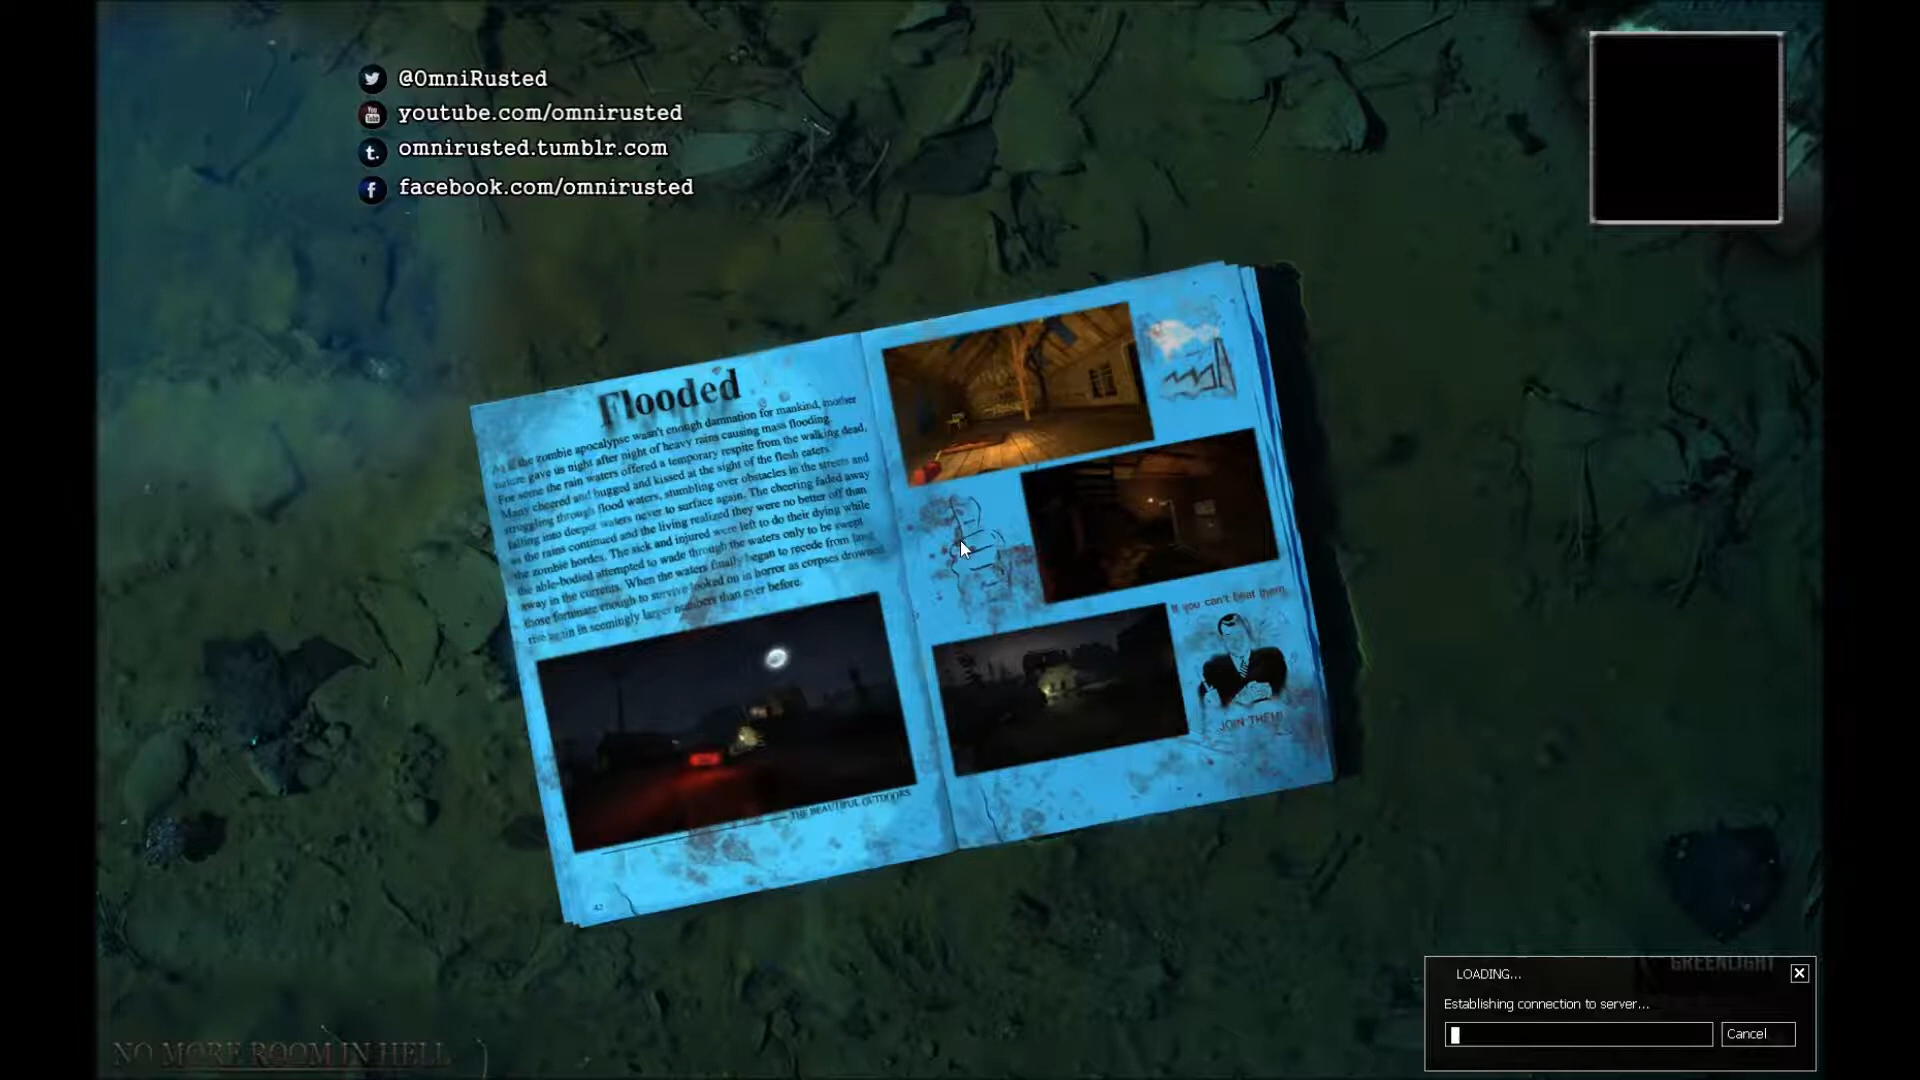 @OmniRusted
youtube.com/omnirusted
omnirusted.tumblr.com
facebook.com/omnirusted
Flooded
As if the zombie apocalypse wasn't enough damnation for mankind, mother
nature gave us night after night of heavy rains causing mass flooding.
For some the rain waters offered a temporary respite from the walking dead.
Many cheered and hugged and kissed at the sight of the flesh eaters
struggling through flood waters, stumbling over obstacles in the streets and
falling into deeper waters never to surface again. The cheering faded away
as the rains continued and the living realized they were no better off than
the zombie hordes. The sick and injured were left to do their dying while
the able-bodied attempted to wade through the waters only to be swept
away in the currents. When the waters finally began to recede from land
those fortunate enough to survive looked on in horror as corpses drowned
rise again in seemingly larger numbers than ever before.
THE BEAUTIFUL OUTDOORS
42
If you can't beat them
JOIN THEM!
GREENLIGHT
LOADING...
Establishing connection to server...
Cancel
NO MORE ROOM IN HELL